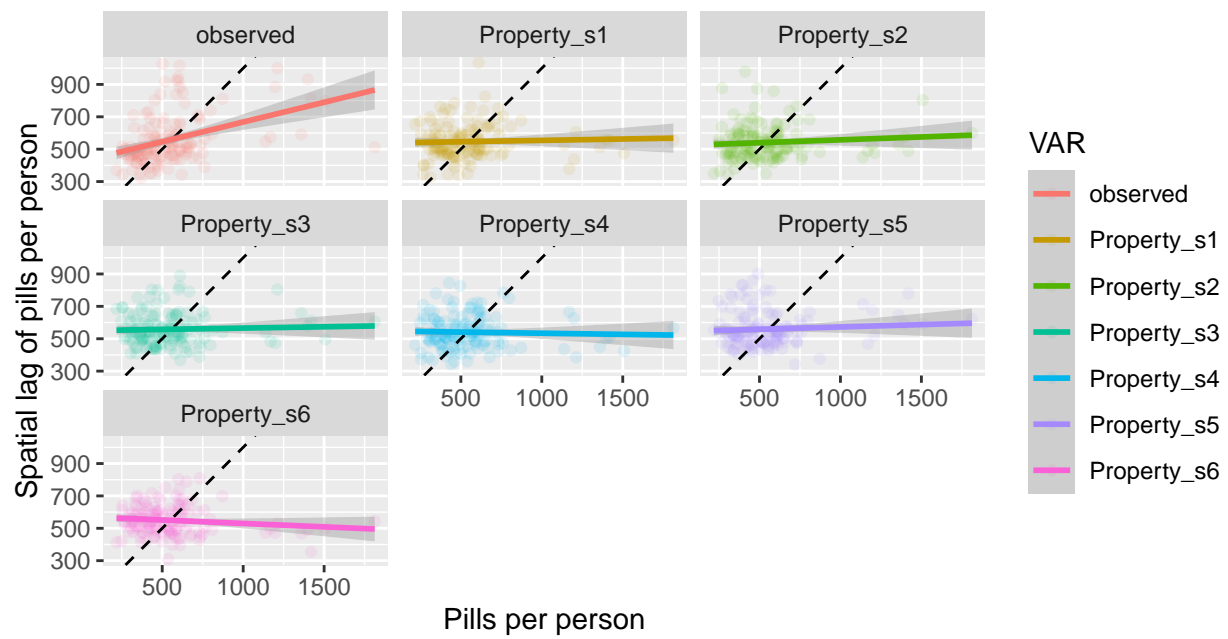 observed
Property_s1
Property_s2
900
700
500
300
Property_s3
Property_s4
Property_s5
900
700
500
300
500
1000
1500
500
1000
1500
Property_s6
900
700
500
300
500
1000
1500
Spatial lag of pills per person
Pills per person
VAR
observed
Property_s1
Property_s2
Property_s3
Property_s4
Property_s5
Property_s6